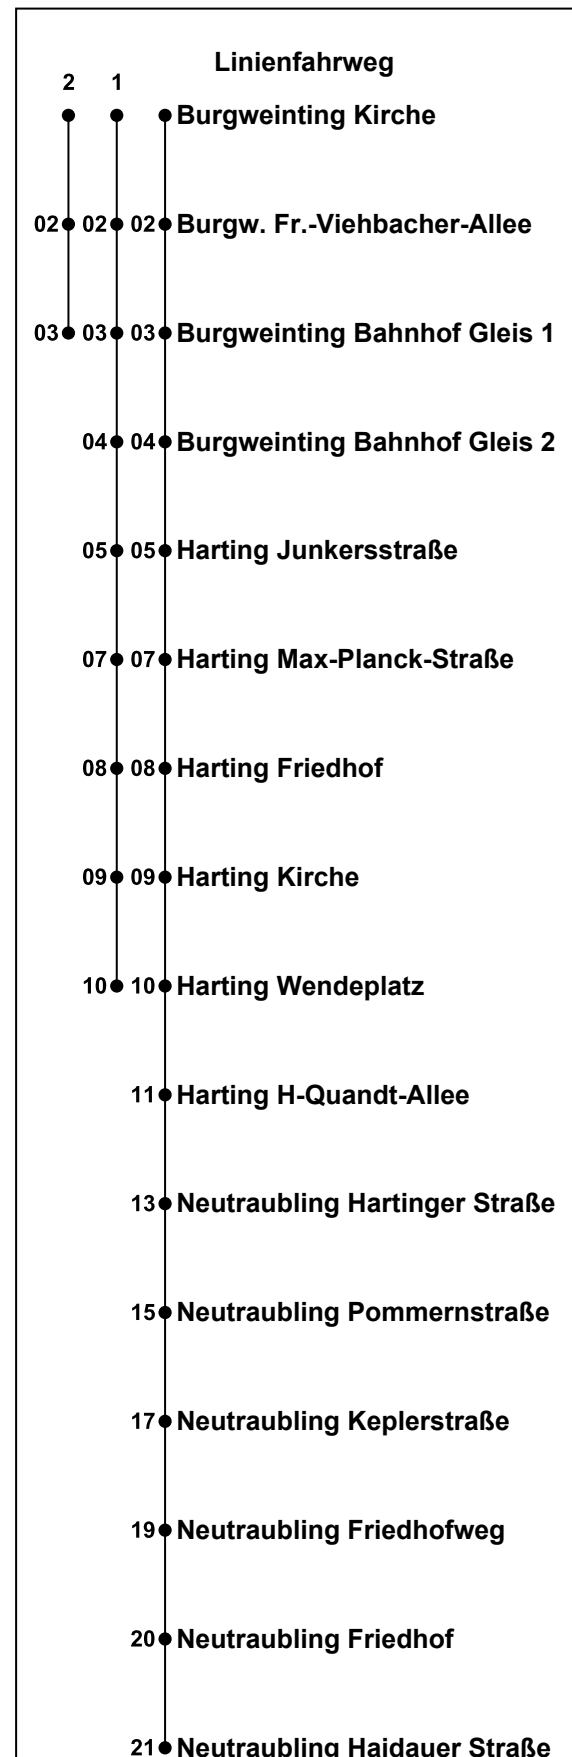 Linienfahrweg
2 1
Burgweinting Kirche
02 02 02 Burgw. Fr.-Viehbacher-Allee
03 03 03 Burgweinting Bahnhof Gleis 1
04 04 Burgweinting Bahnhof Gleis 2
05 05 Harting Junkersstraße
07 07 Harting Max-Planck-Straße
08 08 Harting Friedhof
09 09 Harting Kirche
10 10 Harting Wendeplatz
11 Harting H-Quandt-Allee
13 Neutraubling Hartinger Straße
15 Neutraubling Pommernstraße
17 Neutraubling Keplerstraße
19 Neutraubling Friedhofweg
20 Neutraubling Friedhof
21 Neutraubling Haidauer Straße